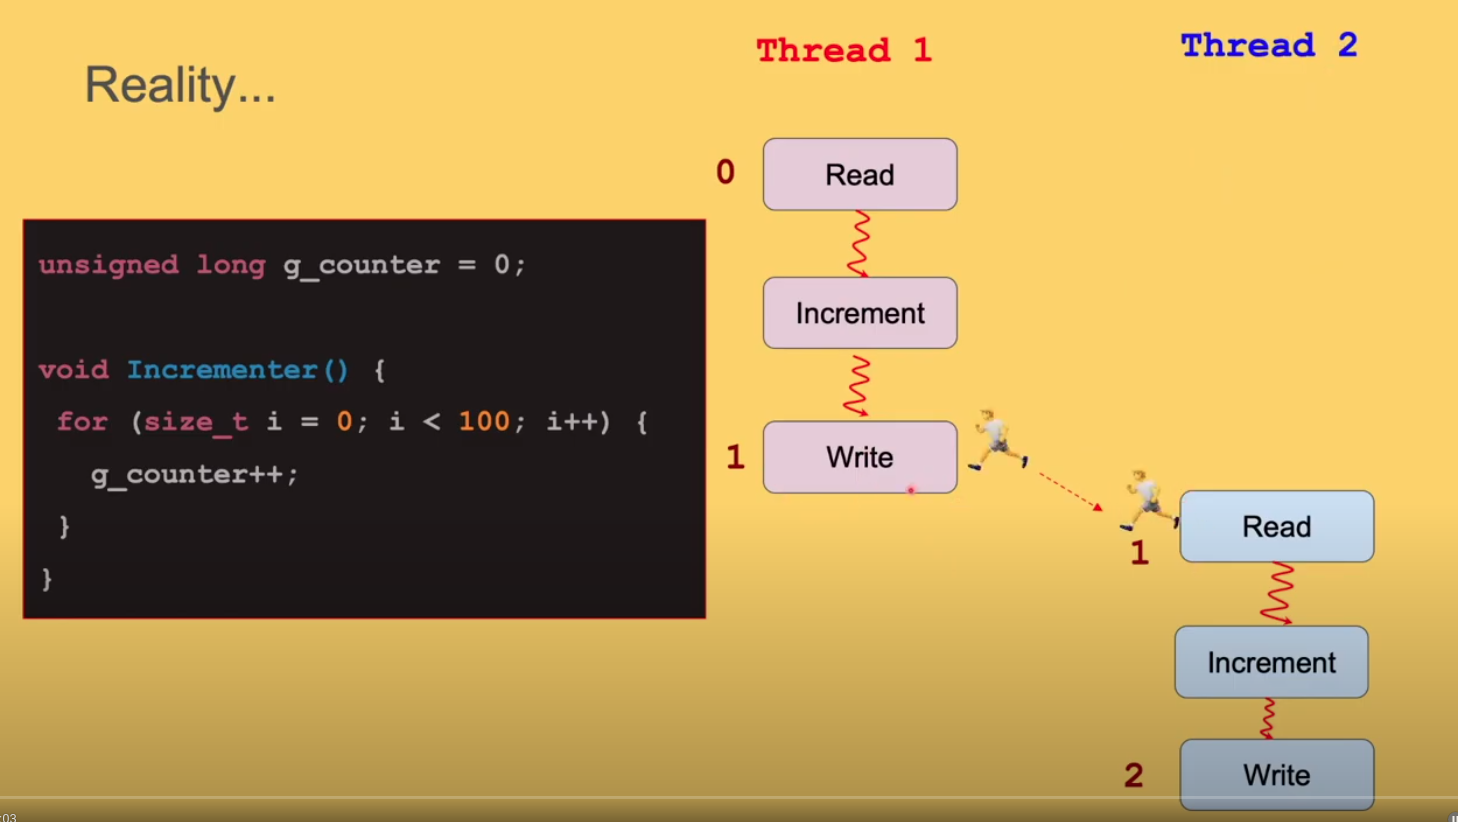 Reality...
unsigned long g_counter = 0;
void Incrementer() {
for (size_t i = 0; i < 100; i++) {
g_counter++;
}
}
Thread 1
0
Read
Increment
1
Write
Thread 2
1
Read
Increment
2
Write
:03